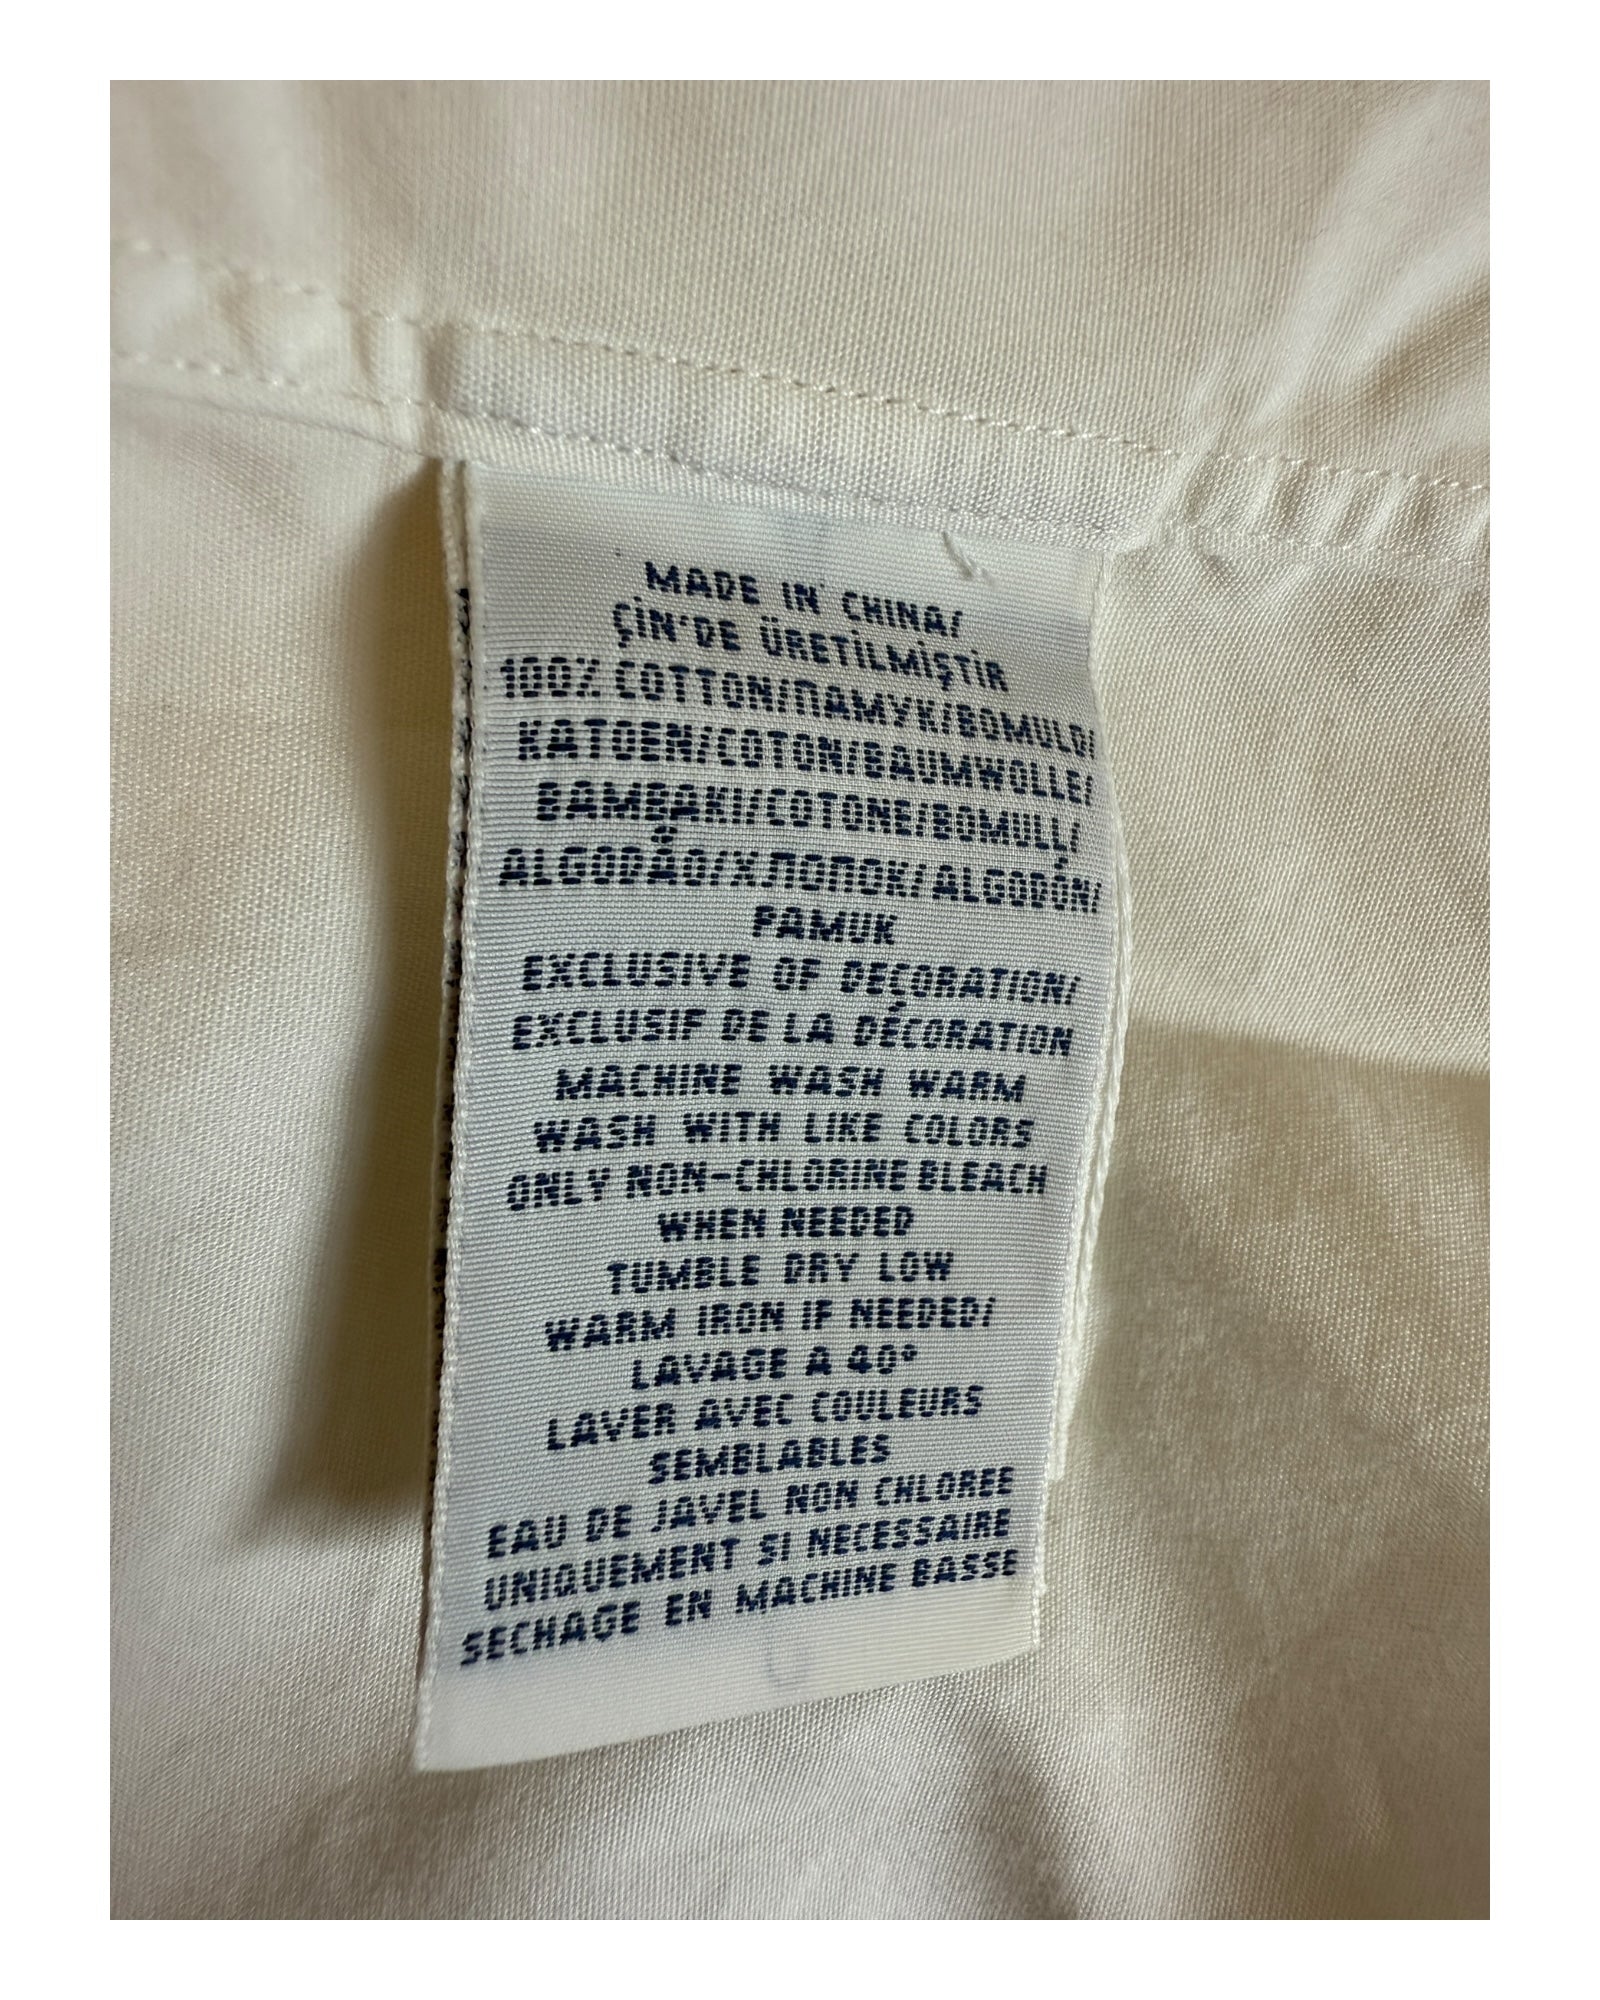 MADE IN CHINA/
ÇİN'DE ÜRETİLMİŞTİR
100% COTTON/ПАМУК/BOMULD/
KATOEN/COTON/BAUMWOLLE/
BAMBAKI/COTONE/BOMULL/
ALGODÃO/ХЛОПОК/ALGODÓN/
PAMUK
EXCLUSIVE OF DECORATION/
EXCLUSIF DE LA DÉCORATION
MACHINE WASH WARM
WASH WITH LIKE COLORS
ONLY NON-CHLORINE BLEACH
WHEN NEEDED
TUMBLE DRY LOW
WARM IRON IF NEEDED/
LAVAGE A 40°
LAVER AVEC COULEURS
SEMBLABLES
EAU DE JAVEL NON CHLOREE
UNIQUEMENT SI NECESSAIRE
SECHAGE EN MACHINE BASSE